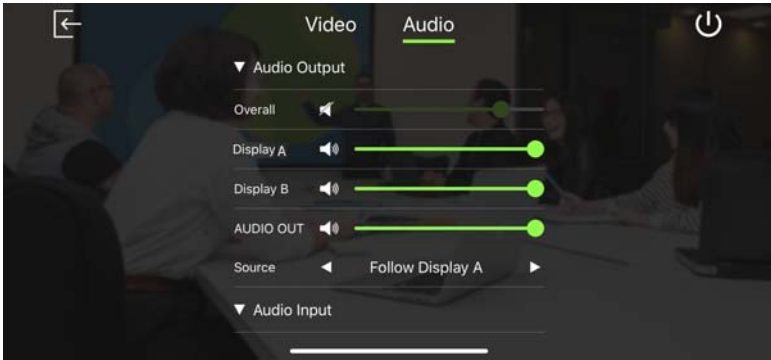 Video Audio
▼ Audio Output
Overall
Display A
Display B
AUDIO OUT
Source ◀ Follow Display A ▶
▼ Audio Input